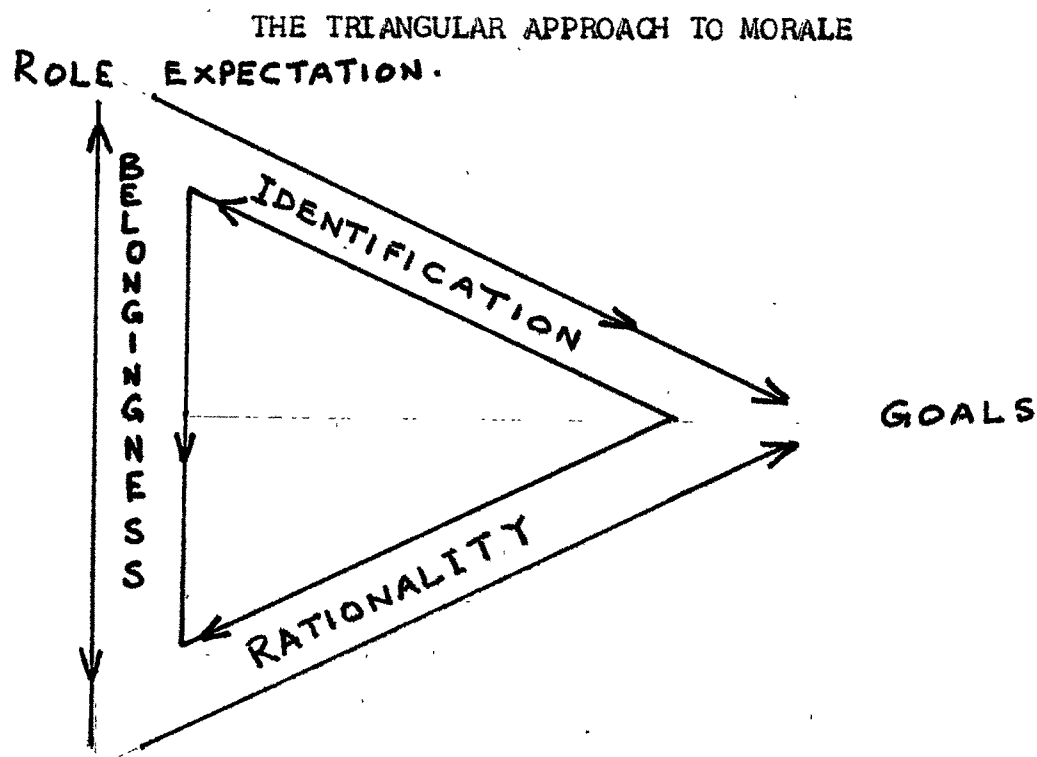 THE TRIANGULAR APPROACH TO MORALE
ROLE EXPECTATION.
BELONGINGNESS
IDENTIFICATION
GOALS
RATIONALITY